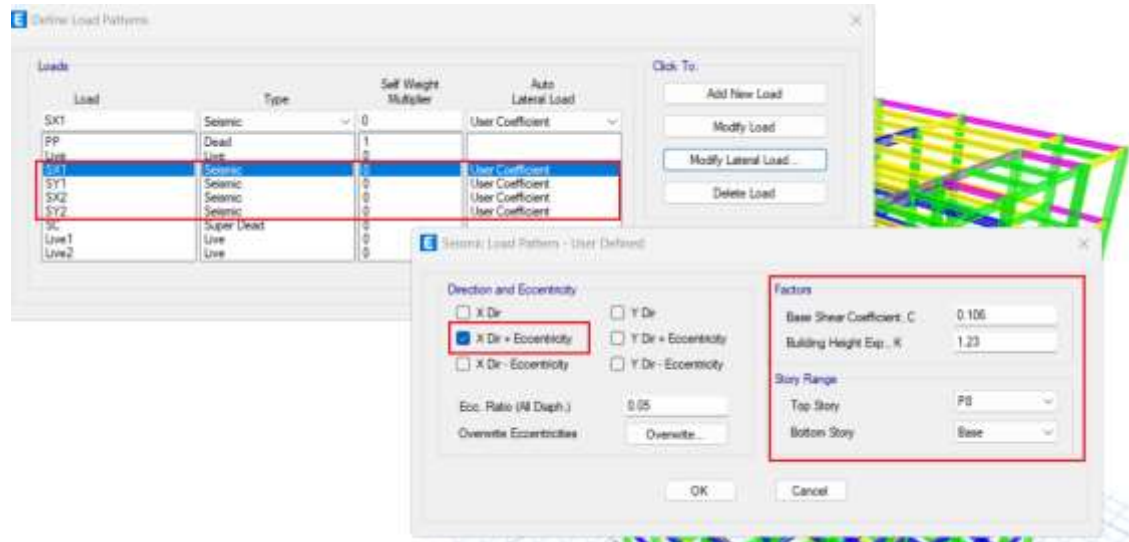 Define Load Patterns
Loads
Click To:
Load Type Self Weight Multiplier Auto Lateral Load
SX1 Seismic 0 User Coefficient
PP Dead 1
Live Live 0
SX1 Seismic 0 User Coefficient
SY1 Seismic 0 User Coefficient
SX2 Seismic 0 User Coefficient
SY2 Seismic 0 User Coefficient
SC Super Dead 0
Live1 Live 0
Live2 Live 0
Add New Load
Modify Load
Modify Lateral Load...
Delete Load
Seismic Load Pattern - User Defined
Direction and Eccentricity
X Dir Y Dir
X Dir + Eccentricity Y Dir + Eccentricity
X Dir - Eccentricity Y Dir - Eccentricity
Ecc. Ratio (All Diaph.) 0.05
Overwrite Eccentricities Overwrite...
Factors
Base Shear Coefficient, C 0.106
Building Height Exp., K 1.23
Story Range
Top Story P8
Bottom Story Base
OK Cancel